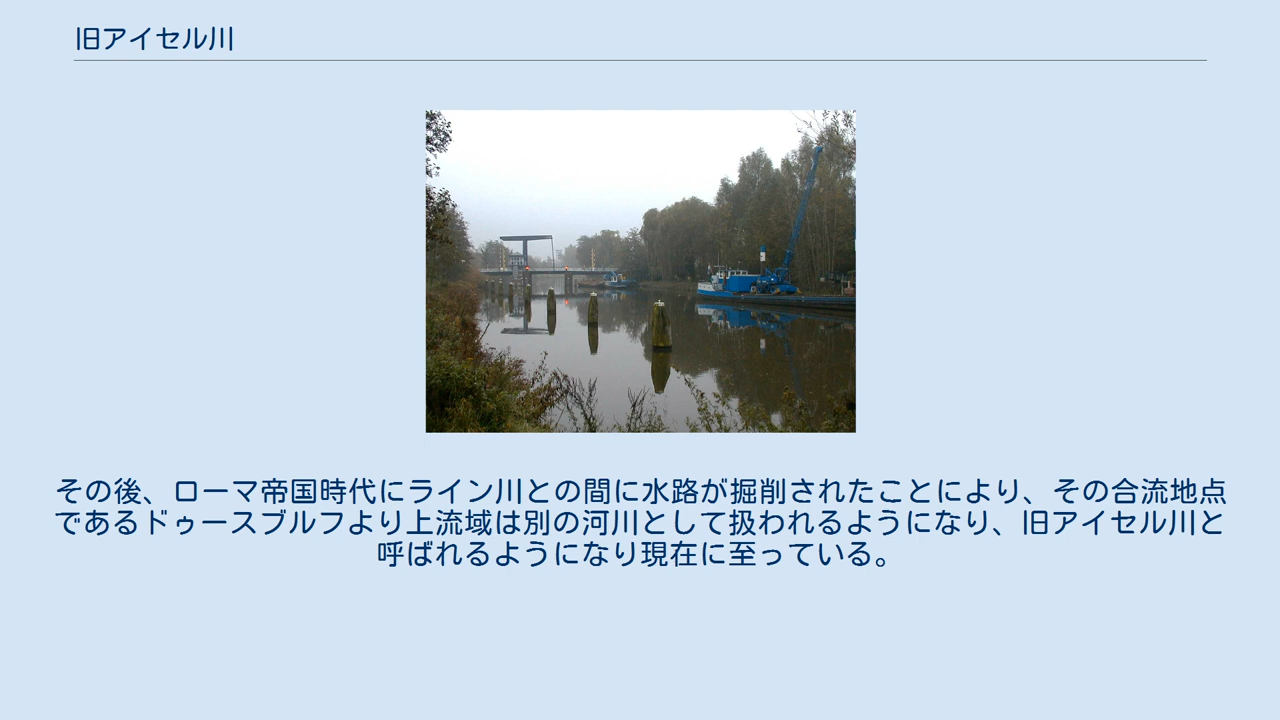 旧アイセル川
その後、ローマ帝国時代にライン川との間に水路が掘削されたことにより、その合流地点
であるドゥースブルフより上流域は別の河川として扱われるようになり、旧アイセル川と
呼ばれるようになり現在に至っている。